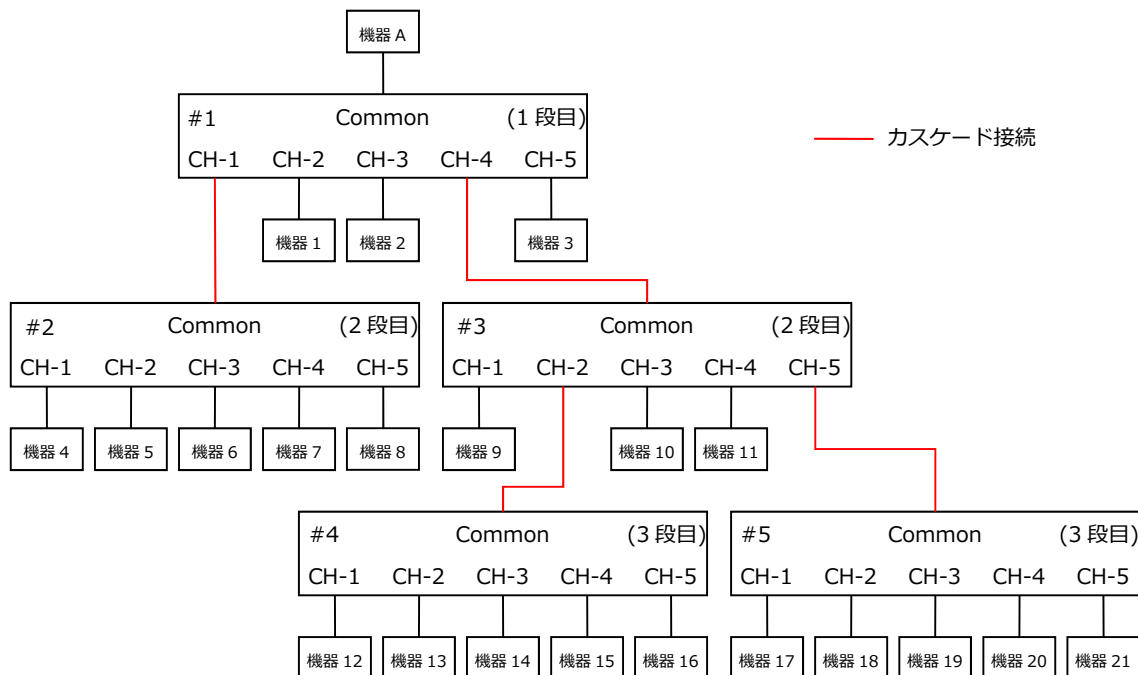 機器 A
#1 Common (1 段目)
CH-1 CH-2 CH-3 CH-4 CH-5
カスケード接続
機器 1 機器 2 機器 3
#2 Common (2 段目)
CH-1 CH-2 CH-3 CH-4 CH-5
#3 Common (2 段目)
CH-1 CH-2 CH-3 CH-4 CH-5
機器 4 機器 5 機器 6 機器 7 機器 8
機器 9 機器 10 機器 11
#4 Common (3 段目)
CH-1 CH-2 CH-3 CH-4 CH-5
#5 Common (3 段目)
CH-1 CH-2 CH-3 CH-4 CH-5
機器 12 機器 13 機器 14 機器 15 機器 16
機器 17 機器 18 機器 19 機器 20 機器 21